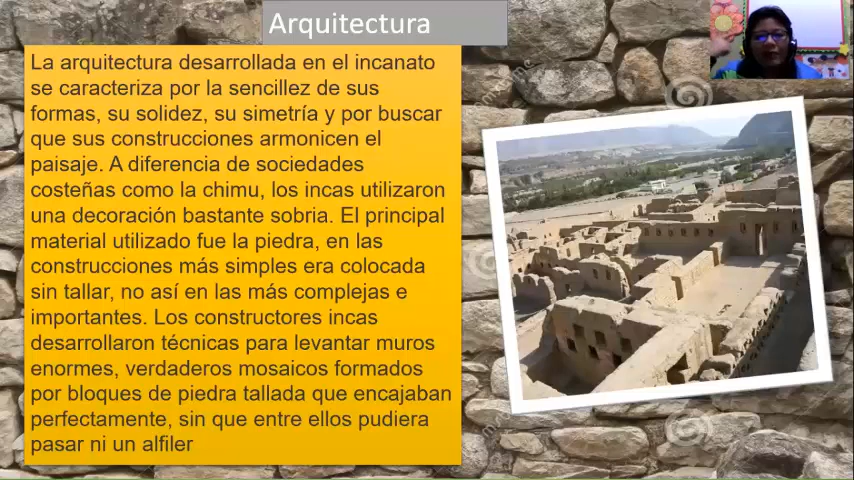 Arquitectura
La arquitectura desarrollada en el incanato
se caracteriza por la sencillez de sus
formas, su solidez, su simetría y por buscar
que sus construcciones armonicen el
paisaje. A diferencia de sociedades
costeñas como la chimu, los incas utilizaron
una decoración bastante sobria. El principal
material utilizado fue la piedra, en las
construcciones más simples era colocada
sin tallar, no así en las más complejas e
importantes. Los constructores incas
desarrollaron técnicas para levantar muros
enormes, verdaderos mosaicos formados
por bloques de piedra tallada que encajaban
perfectamente, sin que entre ellos pudiera
pasar ni un alfiler